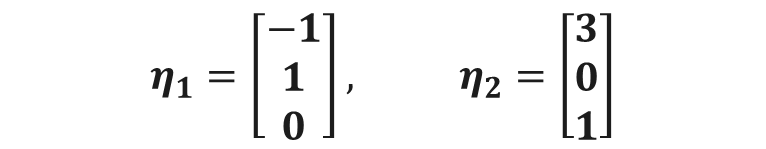 η₁ = [−1 1 0], η₂ = [3 0 1]